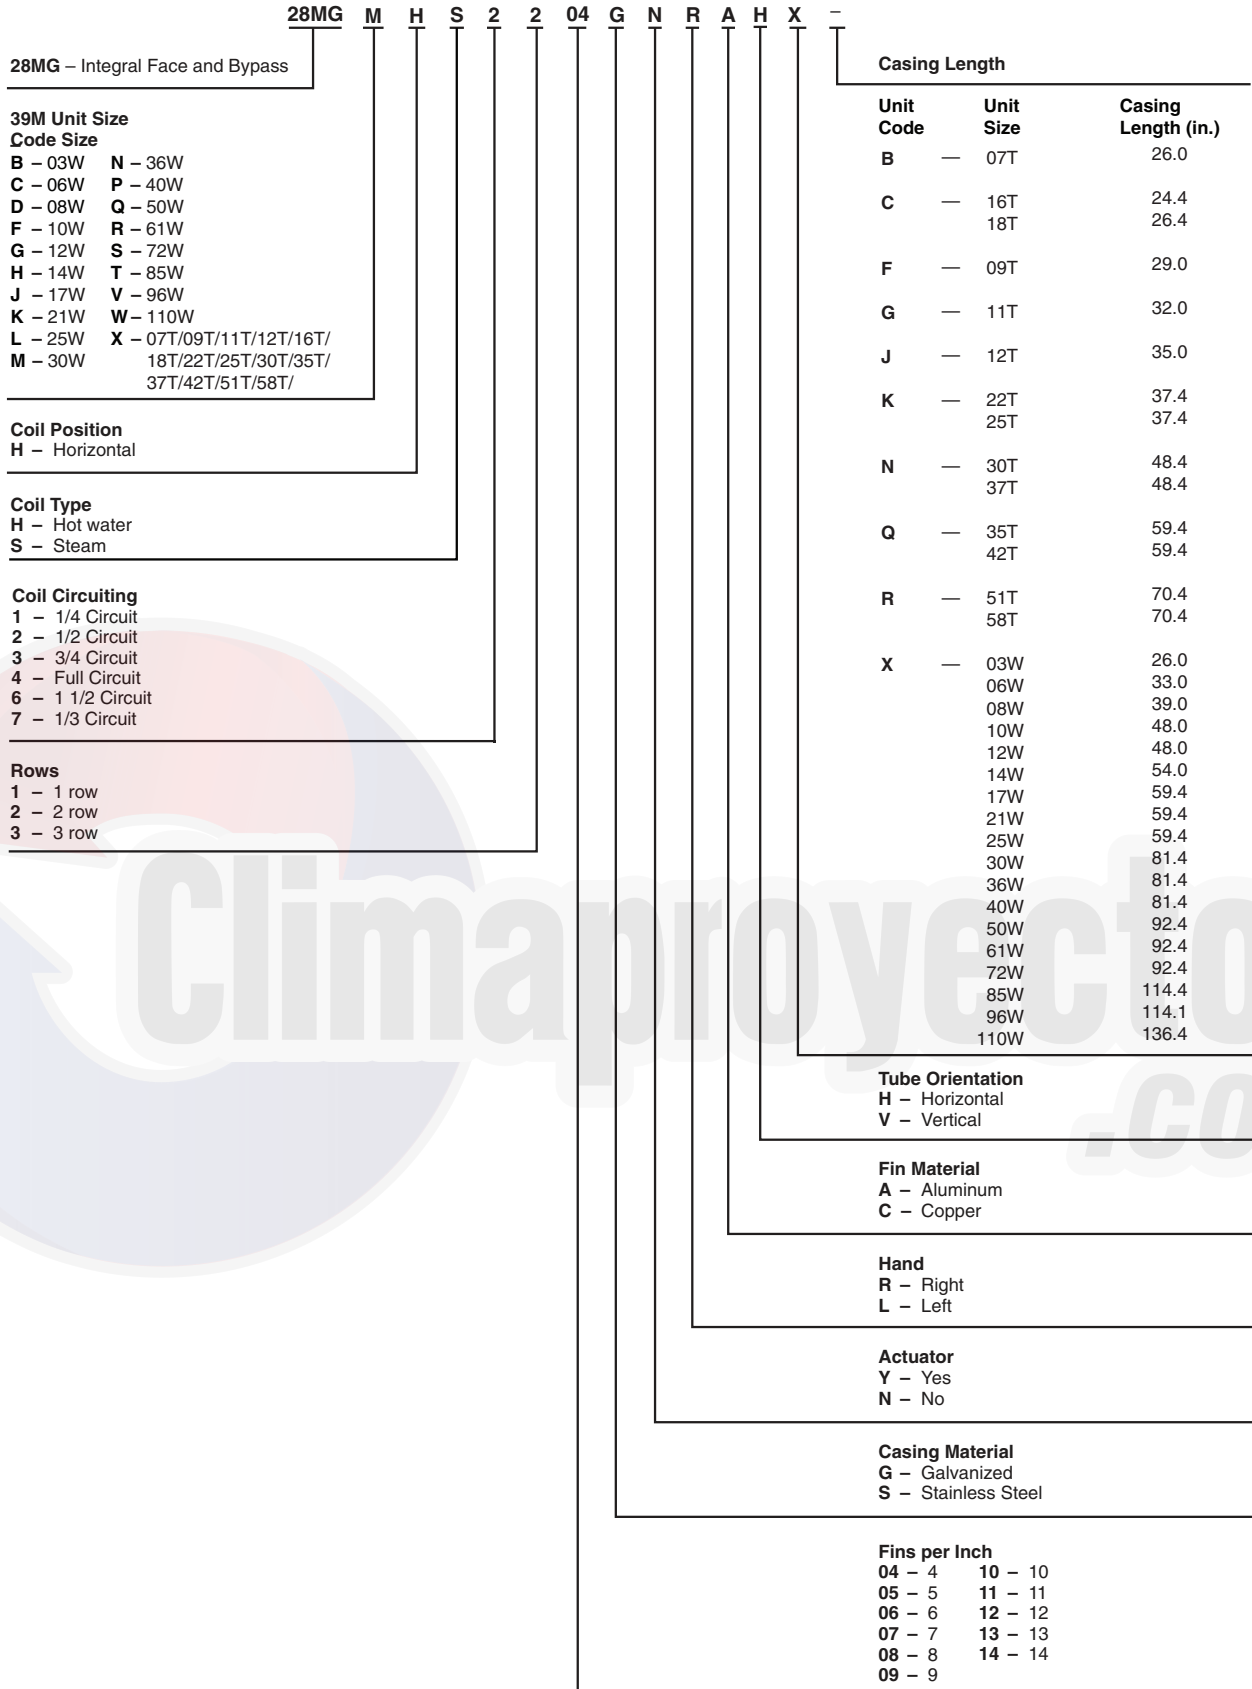 28MG M H S 2 2 04 G N R A H X –
28MG – Integral Face and Bypass
39M Unit Size
Code Size
B – 03W N – 36W
C – 06W P – 40W
D – 08W Q – 50W
F – 10W R – 61W
G – 12W S – 72W
H – 14W T – 85W
J – 17W V – 96W
K – 21W W – 110W
L – 25W X – 07T/09T/11T/12T/16T/
M – 30W 18T/22T/25T/30T/35T/
37T/42T/51T/58T/
Coil Position
H – Horizontal
Coil Type
H – Hot water
S – Steam
Coil Circuiting
1 – 1/4 Circuit
2 – 1/2 Circuit
3 – 3/4 Circuit
4 – Full Circuit
6 – 1 1/2 Circuit
7 – 1/3 Circuit
Rows
1 – 1 row
2 – 2 row
3 – 3 row
Casing Length
Unit Unit Casing
Code Size Length (in.)
B — 07T 26.0
C — 16T 24.4
18T 26.4
F — 09T 29.0
G — 11T 32.0
J — 12T 35.0
K — 22T 37.4
25T 37.4
N — 30T 48.4
37T 48.4
Q — 35T 59.4
42T 59.4
R — 51T 70.4
58T 70.4
X — 03W 26.0
06W 33.0
08W 39.0
10W 48.0
12W 48.0
14W 54.0
17W 59.4
21W 59.4
25W 59.4
30W 81.4
36W 81.4
40W 81.4
50W 92.4
61W 92.4
72W 92.4
85W 114.4
96W 114.1
110W 136.4
Tube Orientation
H – Horizontal
V – Vertical
Fin Material
A – Aluminum
C – Copper
Hand
R – Right
L – Left
Actuator
Y – Yes
N – No
Casing Material
G – Galvanized
S – Stainless Steel
Fins per Inch
04 – 4 10 – 10
05 – 5 11 – 11
06 – 6 12 – 12
07 – 7 13 – 13
08 – 8 14 – 14
09 – 9
Climaproyecto
.co